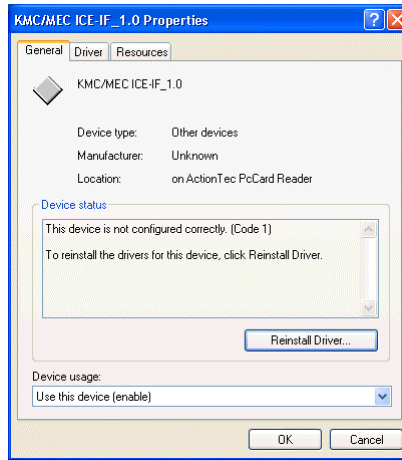 KMC/MEC ICE-IF_1.0 Properties
General Driver Resources
KMC/MEC ICE-IF_1.0
Device type: Other devices
Manufacturer: Unknown
Location: on ActionTec PcCard Reader
Device status
This device is not configured correctly. (Code 1)
To reinstall the drivers for this device, click Reinstall Driver.
Reinstall Driver...
Device usage:
Use this device (enable)
OK Cancel